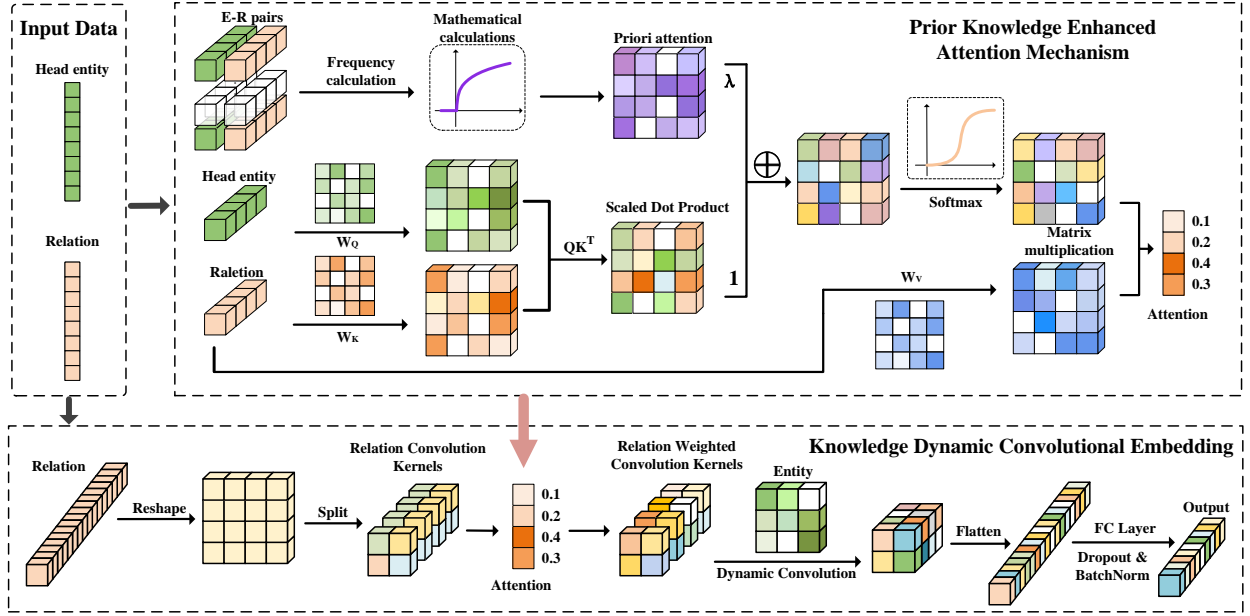 Input Data
Head entity
Relation
E-R pairs
Frequency
calculation
Mathematical
calculations
Priori attention
Prior Knowledge Enhanced
Attention Mechanism
λ
Softmax
Head entity
W_Q
Raletion
W_K
QK^T
Scaled Dot Product
1
W_V
Matrix
multiplication
0.1
0.2
0.4
0.3
Attention
Knowledge Dynamic Convolutional Embedding
Relation
Reshape
Split
Relation Convolution
Kernels
0.1
0.2
0.4
0.3
Attention
Relation Weighted
Convolution Kernels
Entity
Dynamic Convolution
Flatten
FC Layer
Dropout &
BatchNorm
Output